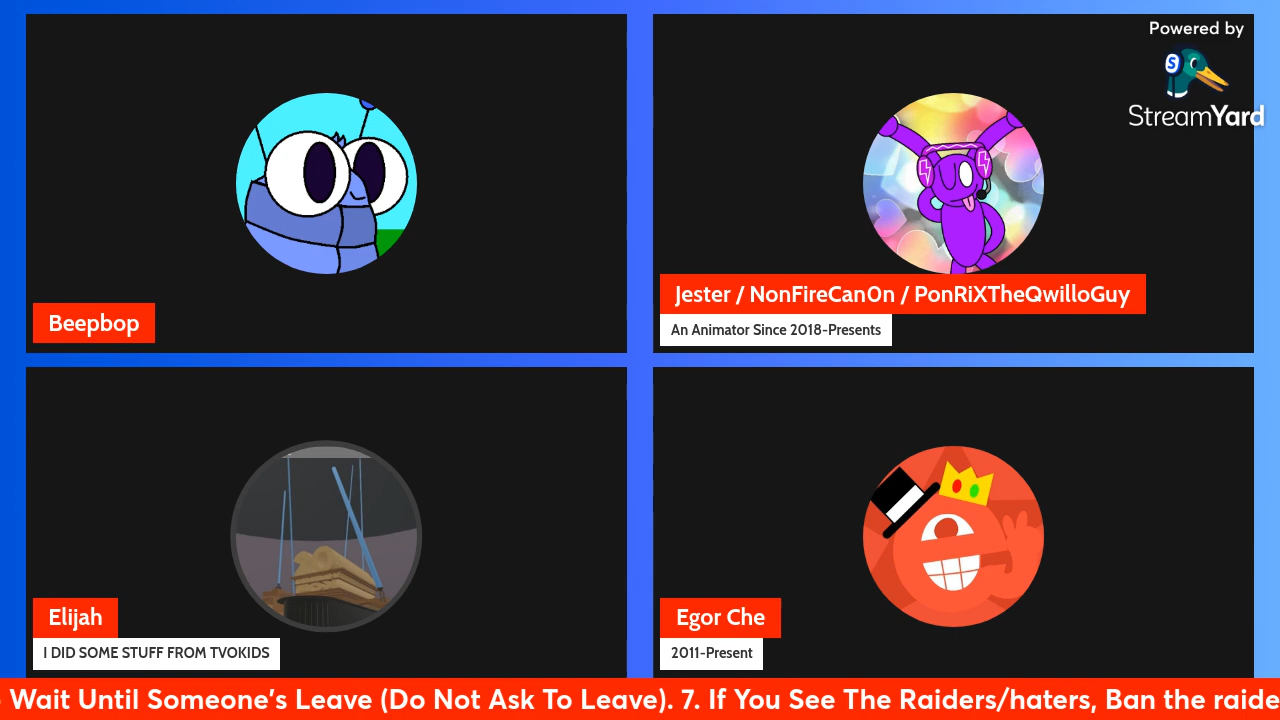 Powered by
S
StreamYard
Beepbop
Jester / NonFireCan0n / PonRiXTheQwilloGuy
An Animator Since 2018-Presents
Elijah
I DID SOME STUFF FROM TVOKIDS
Egor Che
2011-Present
Wait Until Someone's Leave (Do Not Ask To Leave). 7. If You See The Raiders/haters, Ban the raide